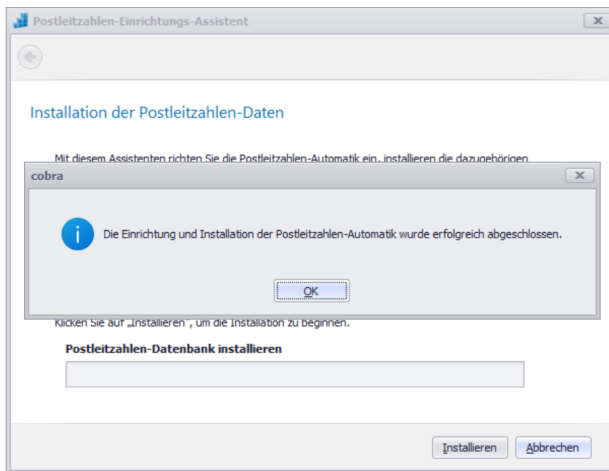 Postleitzahlen-Einrichtungs-Assistent
Installation der Postleitzahlen-Daten
Mit diesem Assistenten richten Sie die Postleitzahlen-Automatik ein, installieren die dazugehörigen
cobra
Die Einrichtung und Installation der Postleitzahlen-Automatik wurde erfolgreich abgeschlossen.
OK
Klicken Sie auf „Installieren“, um die Installation zu beginnen.
Postleitzahlen-Datenbank installieren
Installieren Abbrechen